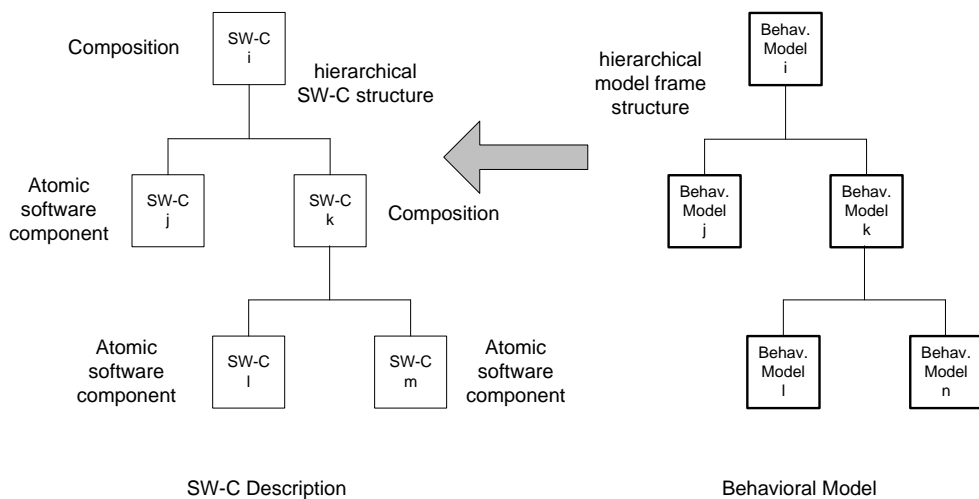 Composition
SW-C
i
hierarchical
SW-C structure
hierarchical
model frame
structure
Behav.
Model
i
Atomic
software
component
SW-C
j
SW-C
k
Composition
Behav.
Model
j
Behav.
Model
k
Atomic
software
component
SW-C
l
SW-C
m
Atomic
software
component
Behav.
Model
l
Behav.
Model
n
SW-C Description
Behavioral Model